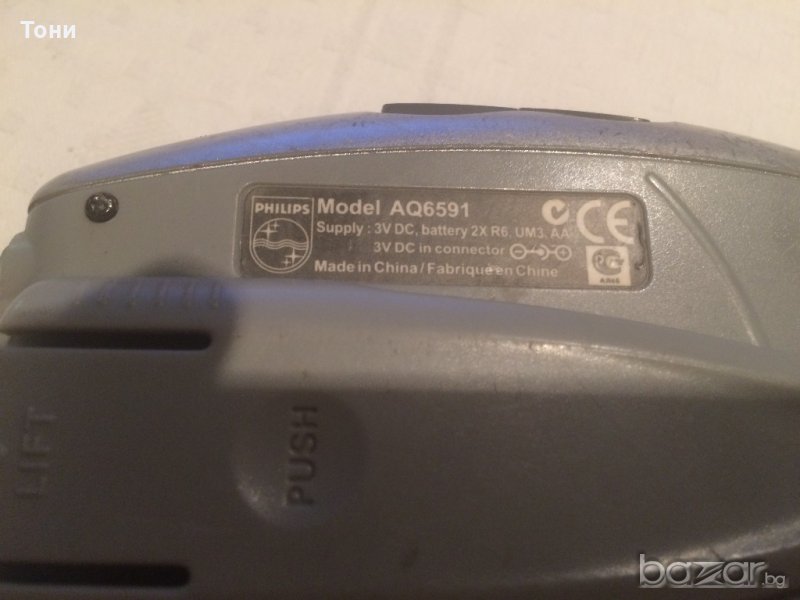 Тони
PHILIPS
Model AQ6591
Supply : 3V DC, battery 2X R6, UM3, AA
3V DC in connector
Made in China / Fabrique en Chine
CE
LIFT
PUSH
bazar.bg